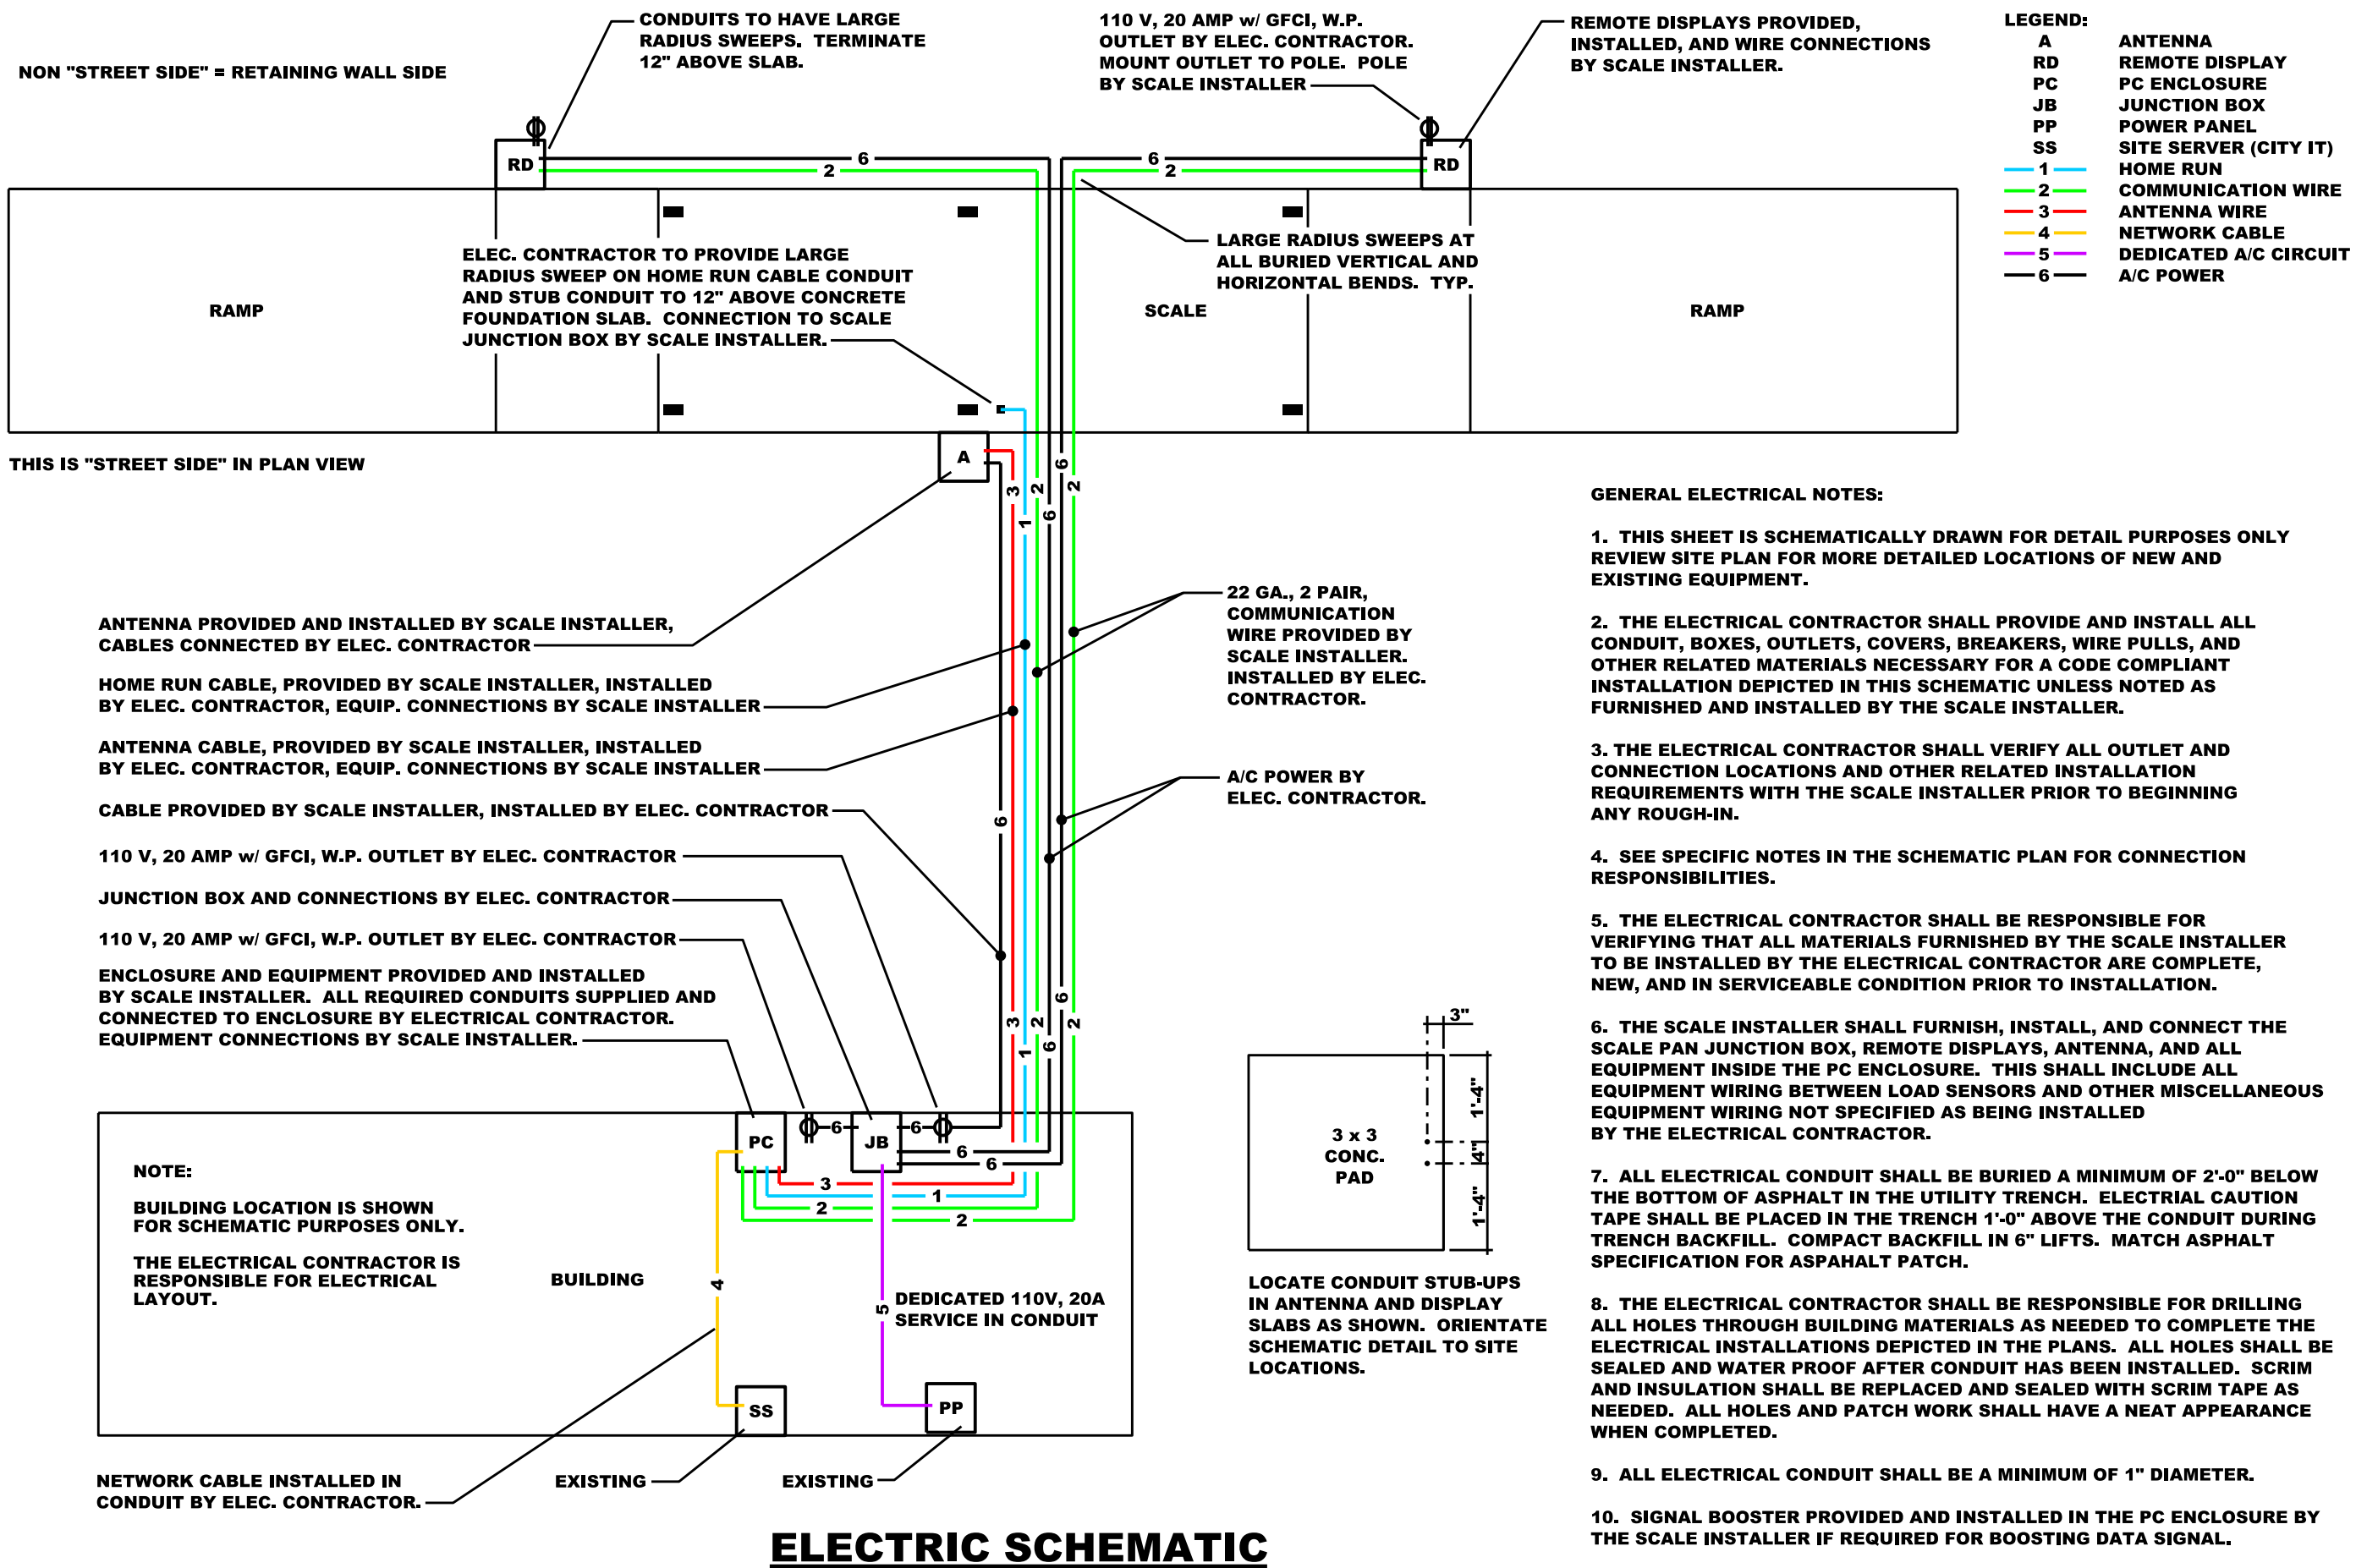 NON "STREET SIDE" = RETAINING WALL SIDE
CONDUITS TO HAVE LARGE
RADIUS SWEEPS. TERMINATE
12" ABOVE SLAB.
110 V, 20 AMP w/ GFCI, W.P.
OUTLET BY ELEC. CONTRACTOR.
MOUNT OUTLET TO POLE. POLE
BY SCALE INSTALLER
REMOTE DISPLAYS PROVIDED,
INSTALLED, AND WIRE CONNECTIONS
BY SCALE INSTALLER.
LEGEND:
A ANTENNA
RD REMOTE DISPLAY
PC PC ENCLOSURE
JB JUNCTION BOX
PP POWER PANEL
SS SITE SERVER (CITY IT)
1 HOME RUN
2 COMMUNICATION WIRE
3 ANTENNA WIRE
4 NETWORK CABLE
5 DEDICATED A/C CIRCUIT
6 A/C POWER
RD
6
2
6
2
RD
ELEC. CONTRACTOR TO PROVIDE LARGE
RADIUS SWEEP ON HOME RUN CABLE CONDUIT
AND STUB CONDUIT TO 12" ABOVE CONCRETE
FOUNDATION SLAB. CONNECTION TO SCALE
JUNCTION BOX BY SCALE INSTALLER.
LARGE RADIUS SWEEPS AT
ALL BURIED VERTICAL AND
HORIZONTAL BENDS. TYP.
RAMP
SCALE
RAMP
THIS IS "STREET SIDE" IN PLAN VIEW
A
3
1
2
6
6
2
ANTENNA PROVIDED AND INSTALLED BY SCALE INSTALLER,
CABLES CONNECTED BY ELEC. CONTRACTOR
HOME RUN CABLE, PROVIDED BY SCALE INSTALLER, INSTALLED
BY ELEC. CONTRACTOR, EQUIP. CONNECTIONS BY SCALE INSTALLER
ANTENNA CABLE, PROVIDED BY SCALE INSTALLER, INSTALLED
BY ELEC. CONTRACTOR, EQUIP. CONNECTIONS BY SCALE INSTALLER
CABLE PROVIDED BY SCALE INSTALLER, INSTALLED BY ELEC. CONTRACTOR
110 V, 20 AMP w/ GFCI, W.P. OUTLET BY ELEC. CONTRACTOR
JUNCTION BOX AND CONNECTIONS BY ELEC. CONTRACTOR
110 V, 20 AMP w/ GFCI, W.P. OUTLET BY ELEC. CONTRACTOR
ENCLOSURE AND EQUIPMENT PROVIDED AND INSTALLED
BY SCALE INSTALLER. ALL REQUIRED CONDUITS SUPPLIED AND
CONNECTED TO ENCLOSURE BY ELECTRICAL CONTRACTOR.
EQUIPMENT CONNECTIONS BY SCALE INSTALLER.
22 GA., 2 PAIR,
COMMUNICATION
WIRE PROVIDED BY
SCALE INSTALLER.
INSTALLED BY ELEC.
CONTRACTOR.
A/C POWER BY
ELEC. CONTRACTOR.
6
3
1
2
6
6
2
PC
6
JB
6
6
6
3
1
2
2
NOTE:
BUILDING LOCATION IS SHOWN
FOR SCHEMATIC PURPOSES ONLY.
THE ELECTRICAL CONTRACTOR IS
RESPONSIBLE FOR ELECTRICAL
LAYOUT.
BUILDING
4
5
DEDICATED 110V, 20A
SERVICE IN CONDUIT
SS
PP
NETWORK CABLE INSTALLED IN
CONDUIT BY ELEC. CONTRACTOR.
EXISTING
EXISTING
3"
1'-4"
4"
1'-4"
3 x 3
CONC.
PAD
LOCATE CONDUIT STUB-UPS
IN ANTENNA AND DISPLAY
SLABS AS SHOWN. ORIENTATE
SCHEMATIC DETAIL TO SITE
LOCATIONS.
GENERAL ELECTRICAL NOTES:
1. THIS SHEET IS SCHEMATICALLY DRAWN FOR DETAIL PURPOSES ONLY
REVIEW SITE PLAN FOR MORE DETAILED LOCATIONS OF NEW AND
EXISTING EQUIPMENT.
2. THE ELECTRICAL CONTRACTOR SHALL PROVIDE AND INSTALL ALL
CONDUIT, BOXES, OUTLETS, COVERS, BREAKERS, WIRE PULLS, AND
OTHER RELATED MATERIALS NECESSARY FOR A CODE COMPLIANT
INSTALLATION DEPICTED IN THIS SCHEMATIC UNLESS NOTED AS
FURNISHED AND INSTALLED BY THE SCALE INSTALLER.
3. THE ELECTRICAL CONTRACTOR SHALL VERIFY ALL OUTLET AND
CONNECTION LOCATIONS AND OTHER RELATED INSTALLATION
REQUIREMENTS WITH THE SCALE INSTALLER PRIOR TO BEGINNING
ANY ROUGH-IN.
4. SEE SPECIFIC NOTES IN THE SCHEMATIC PLAN FOR CONNECTION
RESPONSIBILITIES.
5. THE ELECTRICAL CONTRACTOR SHALL BE RESPONSIBLE FOR
VERIFYING THAT ALL MATERIALS FURNISHED BY THE SCALE INSTALLER
TO BE INSTALLED BY THE ELECTRICAL CONTRACTOR ARE COMPLETE,
NEW, AND IN SERVICEABLE CONDITION PRIOR TO INSTALLATION.
6. THE SCALE INSTALLER SHALL FURNISH, INSTALL, AND CONNECT THE
SCALE PAN JUNCTION BOX, REMOTE DISPLAYS, ANTENNA, AND ALL
EQUIPMENT INSIDE THE PC ENCLOSURE. THIS SHALL INCLUDE ALL
EQUIPMENT WIRING BETWEEN LOAD SENSORS AND OTHER MISCELLANEOUS
EQUIPMENT WIRING NOT SPECIFIED AS BEING INSTALLED
BY THE ELECTRICAL CONTRACTOR.
7. ALL ELECTRICAL CONDUIT SHALL BE BURIED A MINIMUM OF 2'-0" BELOW
THE BOTTOM OF ASPHALT IN THE UTILITY TRENCH. ELECTRIAL CAUTION
TAPE SHALL BE PLACED IN THE TRENCH 1'-0" ABOVE THE CONDUIT DURING
TRENCH BACKFILL. COMPACT BACKFILL IN 6" LIFTS. MATCH ASPHALT
SPECIFICATION FOR ASPAHALT PATCH.
8. THE ELECTRICAL CONTRACTOR SHALL BE RESPONSIBLE FOR DRILLING
ALL HOLES THROUGH BUILDING MATERIALS AS NEEDED TO COMPLETE THE
ELECTRICAL INSTALLATIONS DEPICTED IN THE PLANS. ALL HOLES SHALL BE
SEALED AND WATER PROOF AFTER CONDUIT HAS BEEN INSTALLED. SCRIM
AND INSULATION SHALL BE REPLACED AND SEALED WITH SCRIM TAPE AS
NEEDED. ALL HOLES AND PATCH WORK SHALL HAVE A NEAT APPEARANCE
WHEN COMPLETED.
9. ALL ELECTRICAL CONDUIT SHALL BE A MINIMUM OF 1" DIAMETER.
10. SIGNAL BOOSTER PROVIDED AND INSTALLED IN THE PC ENCLOSURE BY
THE SCALE INSTALLER IF REQUIRED FOR BOOSTING DATA SIGNAL.
ELECTRIC SCHEMATIC